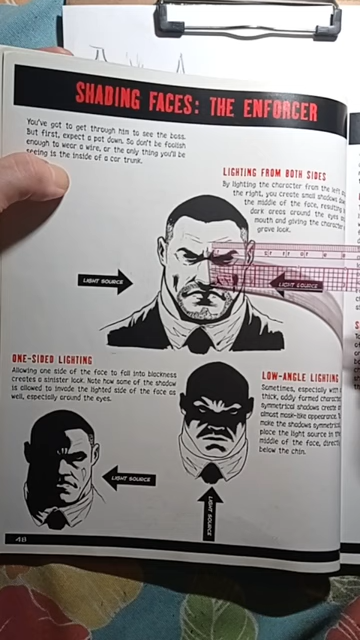 SHADING FACES: THE ENFORCER
You've got to get through him to see the boss.
But first, expect a pat down. So don't be foolish
enough to wear a wire, or the only thing you'll be
seeing is the inside of a car trunk.
LIGHTING FROM BOTH SIDES
By lighting the character from the left
the right, you create small shadows
the middle of the face, resulting
dark areas around the eyes
mouth and giving the character
grave look.
LIGHT SOURCE
LIGHT SOURCE
ONE-SIDED LIGHTING
Allowing one side of the face to fall into blackness
creates a sinister look. Note how some of the shadow
is allowed to invade the lighted side of the face as
well, especially around the eyes.
LIGHT SOURCE
LOW-ANGLE LIGHTING
Sometimes, especially with
thick, oddly formed
symmetrical shadows create
almost mask-like appearance.
make the shadows
place the light source in
middle of the face, directly
below the chin.
LIGHT SOURCE
48